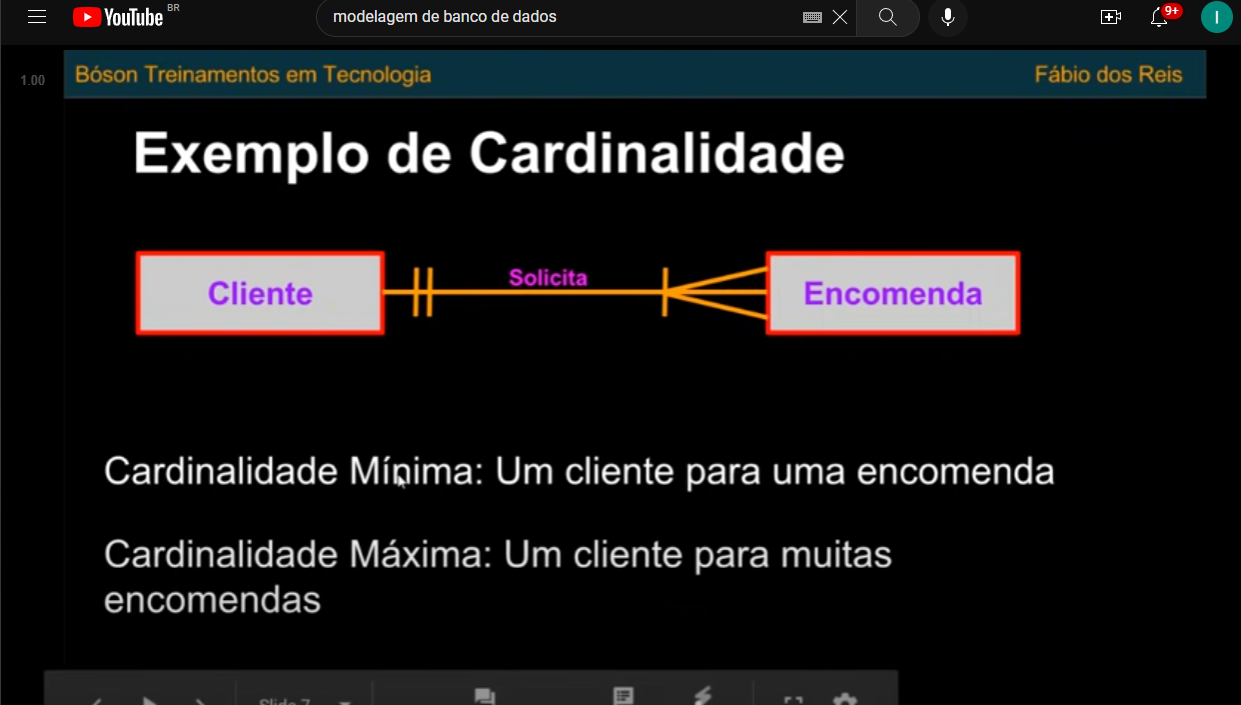 YouTube BR
modelagem de banco de dados
9+
I
1.00
Bóson Treinamentos em Tecnologia
Fábio dos Reis
Exemplo de Cardinalidade
Cliente
Solicita
Encomenda
Cardinalidade Mínima: Um cliente para uma encomenda
Cardinalidade Máxima: Um cliente para muitas
encomendas
Slide 7